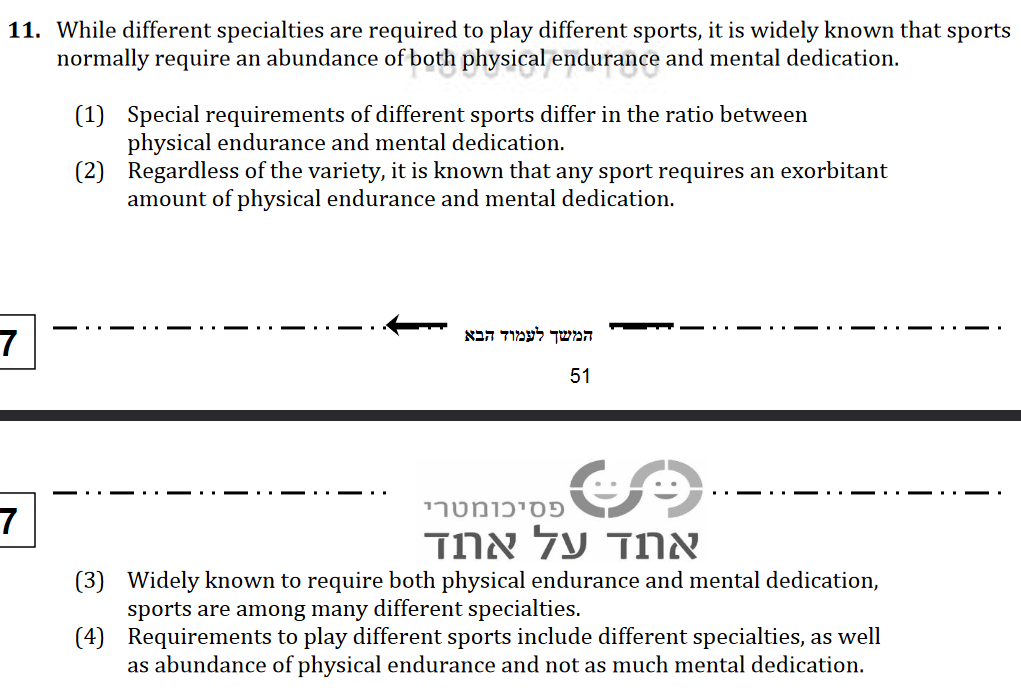 11. While different specialties are required to play different sports, it is widely known that sports
normally require an abundance of both physical endurance and mental dedication.
(1) Special requirements of different sports differ in the ratio between
physical endurance and mental dedication.
(2) Regardless of the variety, it is known that any sport requires an exorbitant
amount of physical endurance and mental dedication.
7
המשך לעמוד הבא
51
7
פסיכומטרי
אחד על אחד
(3) Widely known to require both physical endurance and mental dedication,
sports are among many different specialties.
(4) Requirements to play different sports include different specialties, as well
as abundance of physical endurance and not as much mental dedication.